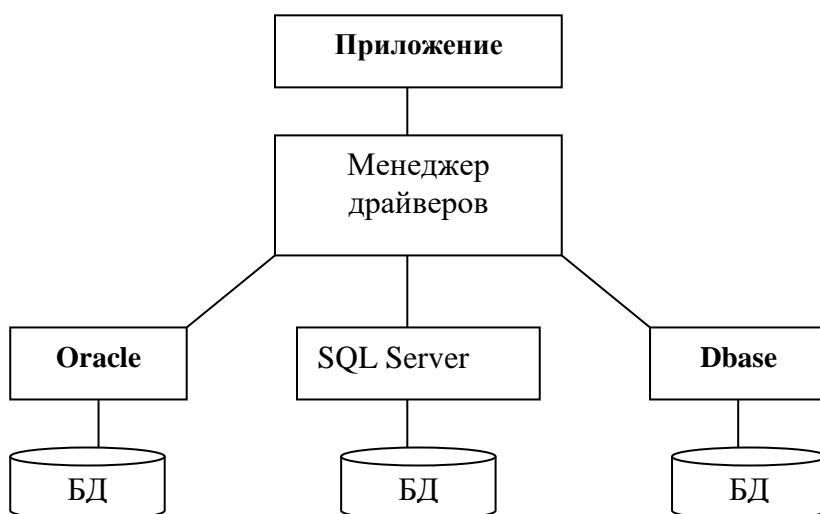 Приложение
Менеджер
драйверов
Oracle
SQL Server
Dbase
БД
БД
БД